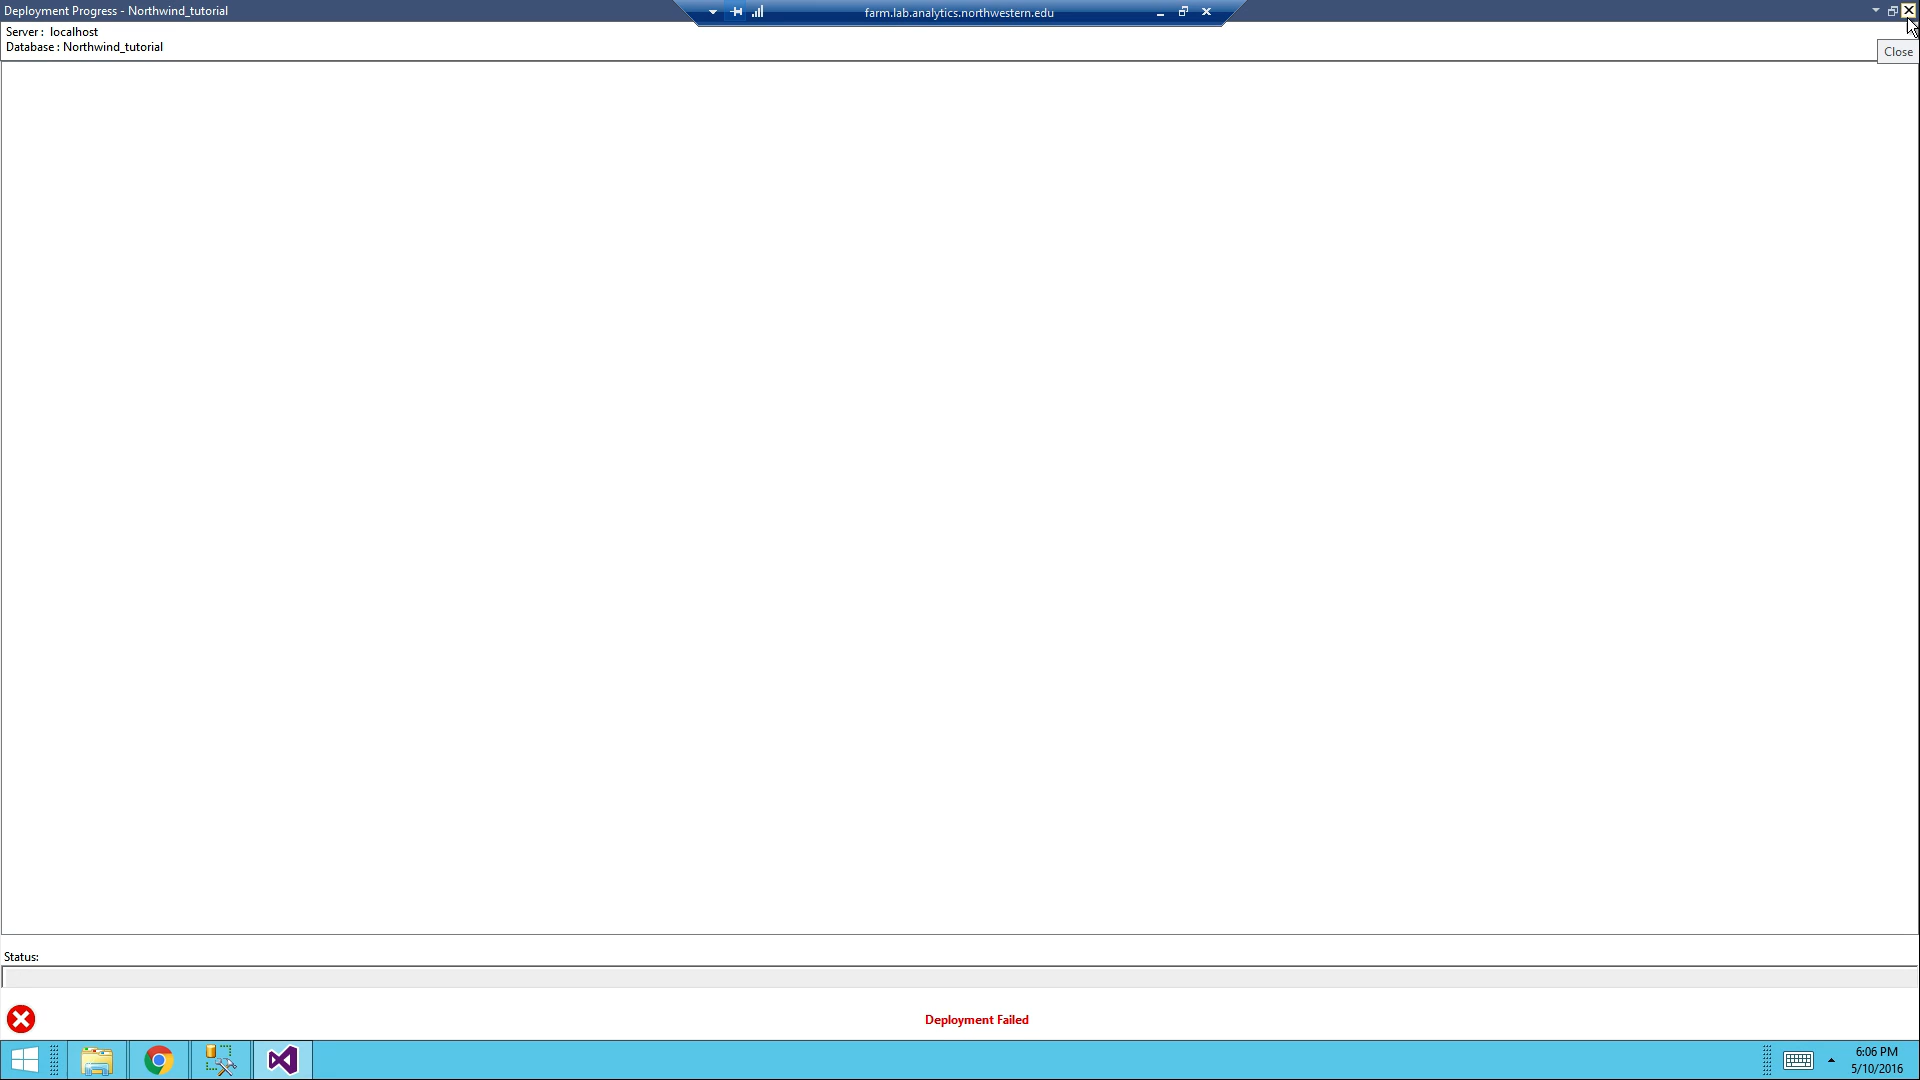 Deployment Progress - Northwind_tutorial
farm.lab.analytics.northwestern.edu
Server : localhost
Database : Northwind_tutorial
Close
Status:
Deployment Failed
6:06 PM
5/10/2016